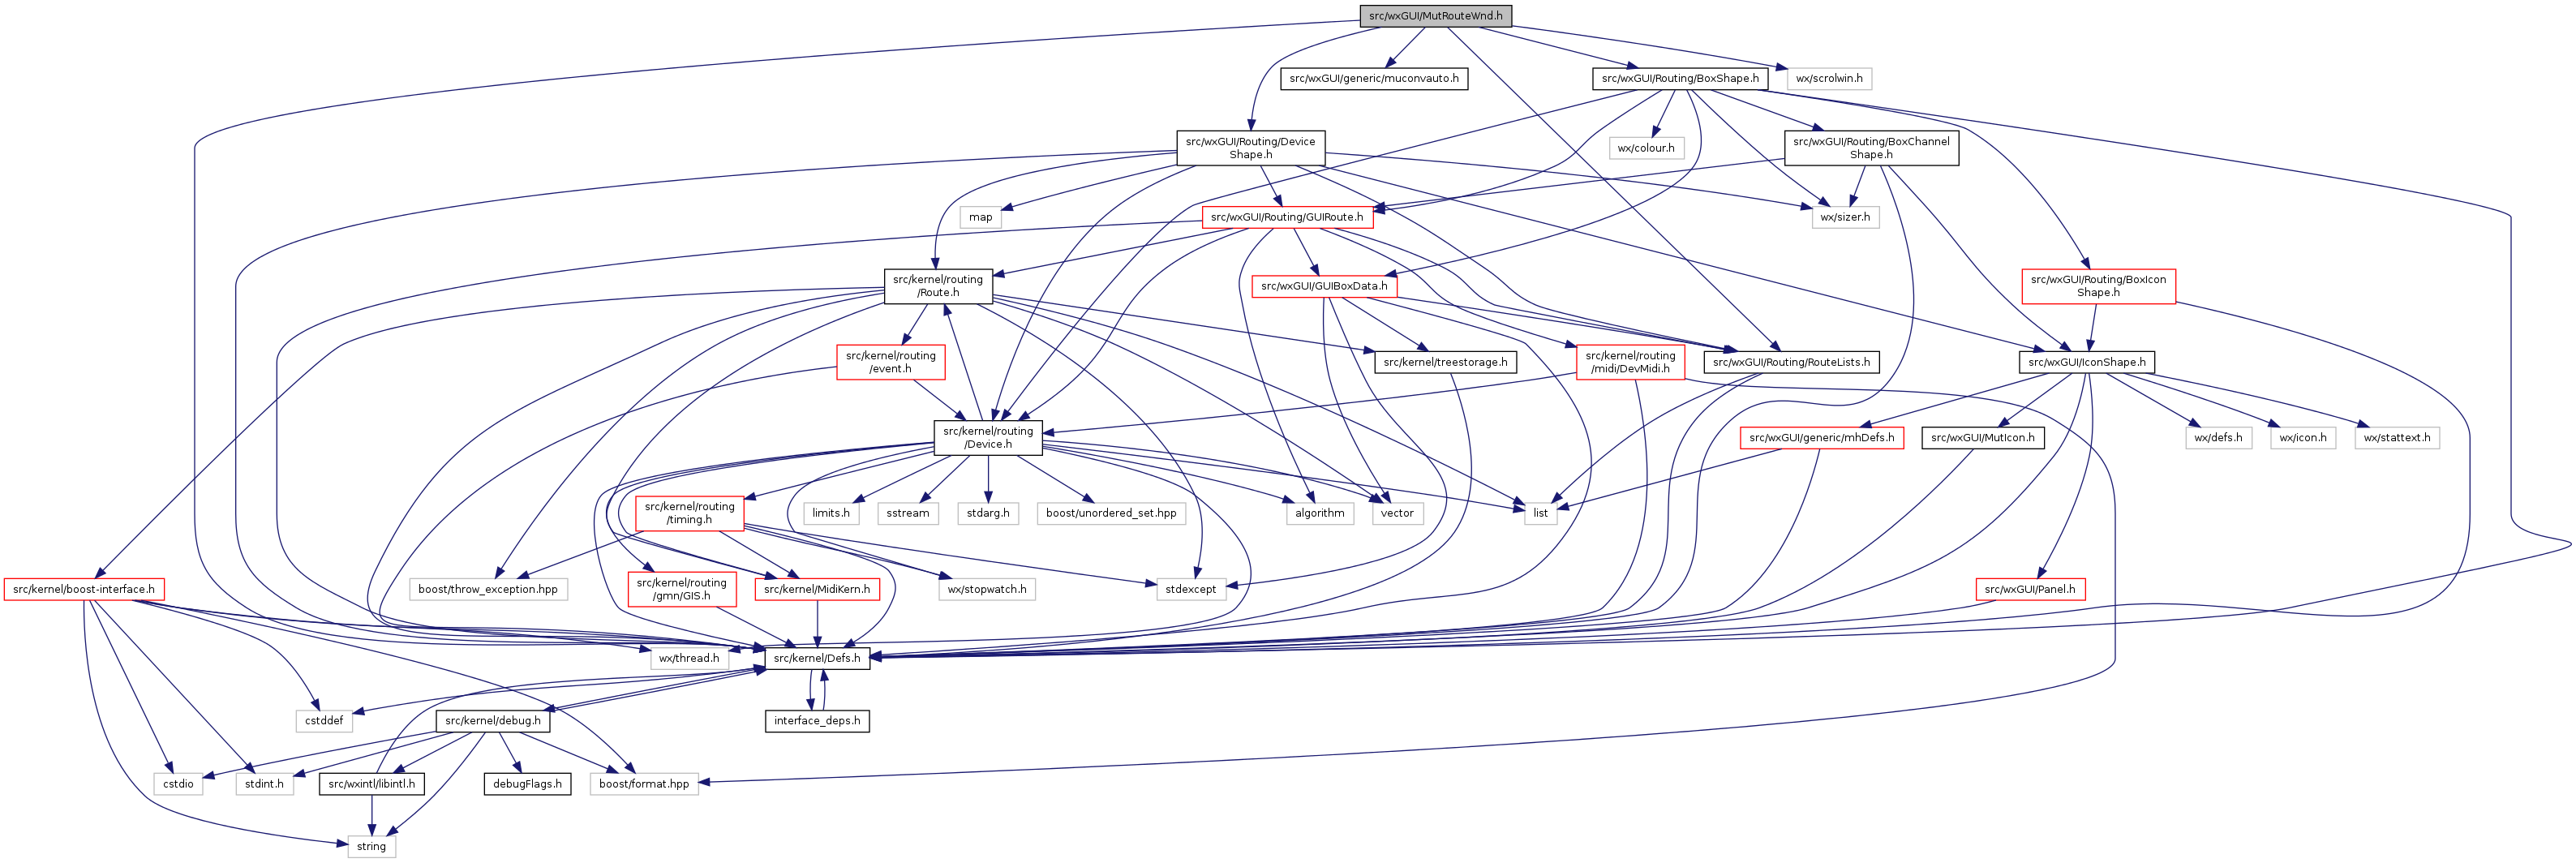 src/wxGUI/MutRouteWnd.h
src/wxGUI/generic/muconvauto.h
src/wxGUI/Routing/BoxShape.h
wx/scrolwin.h
src/wxGUI/Routing/Device
Shape.h
wx/colour.h
src/wxGUI/Routing/BoxChannel
Shape.h
map
src/wxGUI/Routing/GUIRoute.h
wx/sizer.h
src/kernel/routing
/Route.h
src/wxGUI/GUIBoxData.h
src/wxGUI/Routing/BoxIcon
Shape.h
src/kernel/routing
/event.h
src/kernel/treestorage.h
src/kernel/routing
/midi/DevMidi.h
src/wxGUI/Routing/RouteLists.h
src/wxGUI/IconShape.h
src/kernel/routing
/Device.h
src/wxGUI/generic/mhDefs.h
src/wxGUI/MutIcon.h
wx/defs.h
wx/icon.h
wx/stattext.h
src/kernel/routing
/timing.h
limits.h
sstream
stdarg.h
boost/unordered_set.hpp
algorithm
vector
list
src/kernel/boost-interface.h
boost/throw_exception.hpp
src/kernel/routing
/gmn/GIS.h
src/kernel/MidiKern.h
wx/stopwatch.h
stdexcept
src/wxGUI/Panel.h
wx/thread.h
src/kernel/Defs.h
cstddef
src/kernel/debug.h
interface_deps.h
cstdio
stdint.h
src/wxintl/libintl.h
debugFlags.h
boost/format.hpp
string